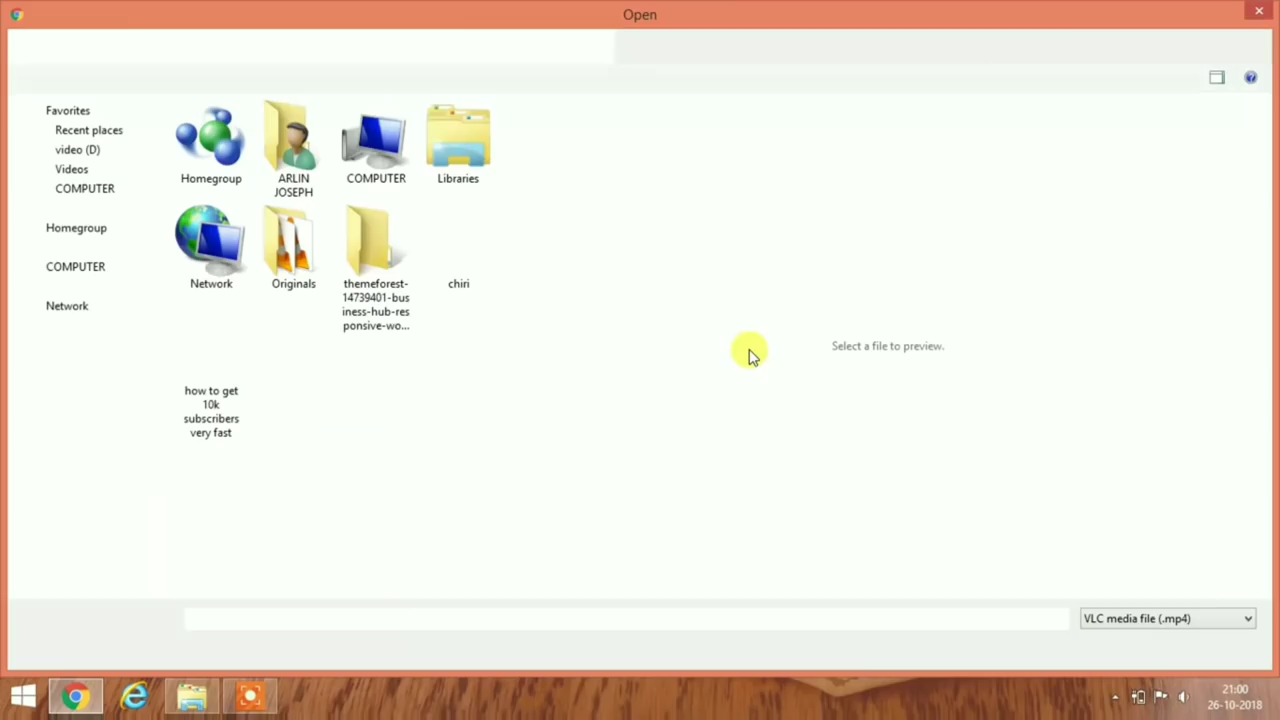 Open
Favorites
Recent places
video (D)
Videos
COMPUTER
Homegroup
COMPUTER
Network
Homegroup
ARLIN
JOSEPH
COMPUTER
Libraries
Network
Originals
themeforest-
14739401-bus
iness-hub-res
ponsive-wo...
chiri
how to get
10k
subscribers
very fast
Select a file to preview.
VLC media file (.mp4)
21:00
26-10-2018